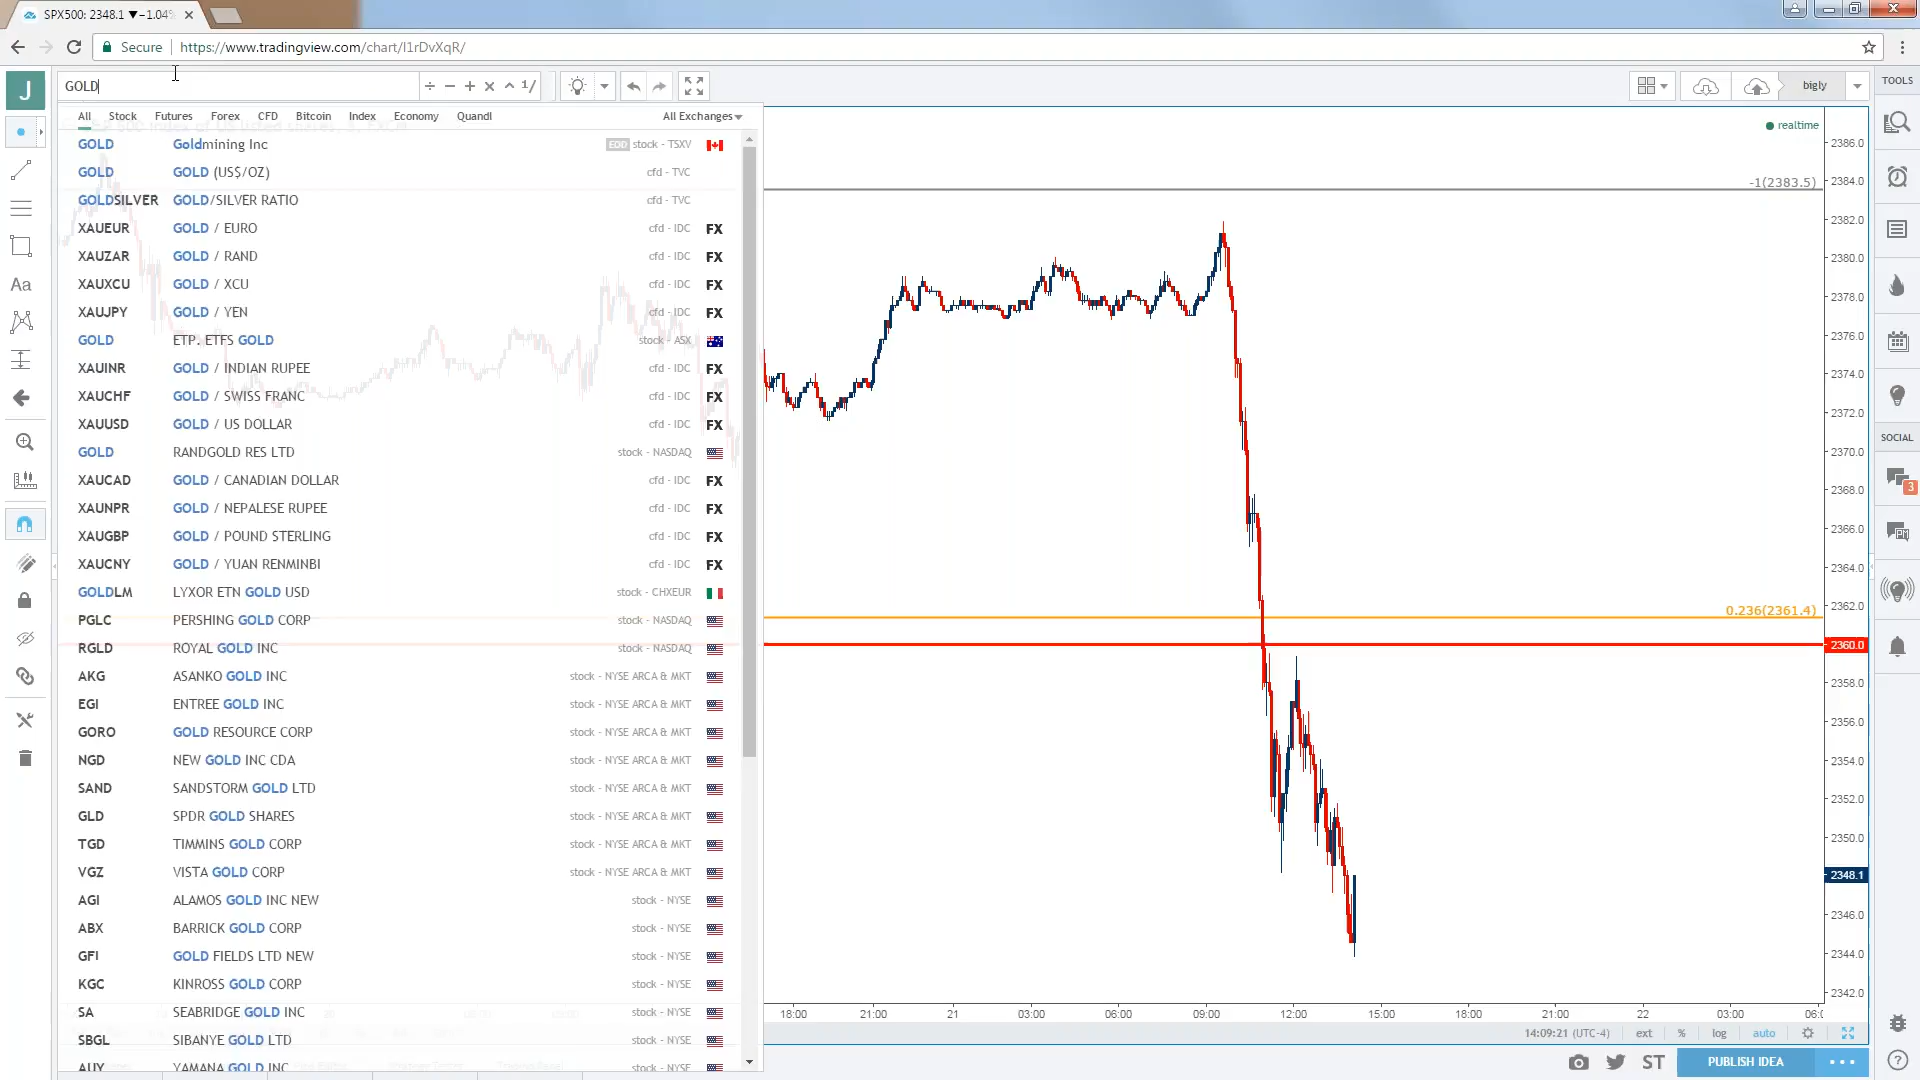 SPX500: 2348.1 ▼−1.04%
Secure https://www.tradingview.com/chart/I1rDvXqR/
J
GOLD
÷ − + × ^ 1/
bigly
TOOLS
All Stock Futures Forex CFD Bitcoin Index Economy Quandl All Exchanges
realtime
GOLD Goldmining Inc EOD stock - TSXV
GOLD GOLD (US$/OZ) cfd - TVC
GOLDSILVER GOLD/SILVER RATIO cfd - TVC
XAUEUR GOLD / EURO cfd - IDC FX
XAUZAR GOLD / RAND cfd - IDC FX
XAUXCU GOLD / XCU cfd - IDC FX
XAUJPY GOLD / YEN cfd - IDC FX
GOLD ETP. ETFS GOLD stock - ASX
XAUINR GOLD / INDIAN RUPEE cfd - IDC FX
XAUCHF GOLD / SWISS FRANC cfd - IDC FX
XAUUSD GOLD / US DOLLAR cfd - IDC FX
GOLD RANDGOLD RES LTD stock - NASDAQ
XAUCAD GOLD / CANADIAN DOLLAR cfd - IDC FX
XAUNPR GOLD / NEPALESE RUPEE cfd - IDC FX
XAUGBP GOLD / POUND STERLING cfd - IDC FX
XAUCNY GOLD / YUAN RENMINBI cfd - IDC FX
GOLDLM LYXOR ETN GOLD USD stock - CHXEUR
PGLC PERSHING GOLD CORP stock - NASDAQ
RGLD ROYAL GOLD INC stock - NASDAQ
AKG ASANKO GOLD INC stock - NYSE ARCA & MKT
EGI ENTREE GOLD INC stock - NYSE ARCA & MKT
GORO GOLD RESOURCE CORP stock - NYSE ARCA & MKT
NGD NEW GOLD INC CDA stock - NYSE ARCA & MKT
SAND SANDSTORM GOLD LTD stock - NYSE ARCA & MKT
GLD SPDR GOLD SHARES stock - NYSE ARCA & MKT
TGD TIMMINS GOLD CORP stock - NYSE ARCA & MKT
VGZ VISTA GOLD CORP stock - NYSE ARCA & MKT
AGI ALAMOS GOLD INC NEW stock - NYSE
ABX BARRICK GOLD CORP stock - NYSE
GFI GOLD FIELDS LTD NEW stock - NYSE
KGC KINROSS GOLD CORP stock - NYSE
SA SEABRIDGE GOLD INC stock - NYSE
SBGL SIBANYE GOLD LTD stock - NYSE
AUY YAMANA GOLD INC stock - NYSE
Aa
-1(2383.5)
0.236(2361.4)
2386.0
2384.0
2382.0
2380.0
2378.0
2376.0
2374.0
2372.0
2370.0
2368.0
2366.0
2364.0
2362.0
2360.0
2358.0
2356.0
2354.0
2352.0
2350.0
2348.1
2346.0
2344.0
2342.0
18:00 21:00 21 03:00 06:00 09:00 12:00 15:00 18:00 21:00 22 03:00
14:09:21 (UTC-4) ext % log auto
ST PUBLISH IDEA
SOCIAL
3